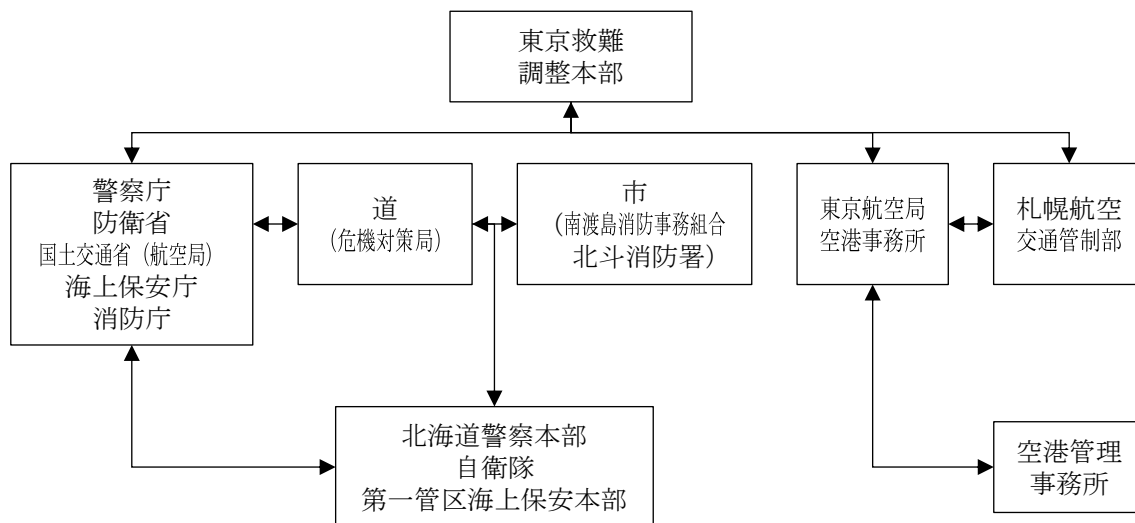 東京救難
調整本部
警察庁
防衛省
国土交通省（航空局）
海上保安庁
消防庁
道
（危機対策局）
市
（南渡島消防事務組合
北斗消防署）
東京航空局
空港事務所
札幌航空
交通管制部
北海道警察本部
自衛隊
第一管区海上保安本部
空港管理
事務所